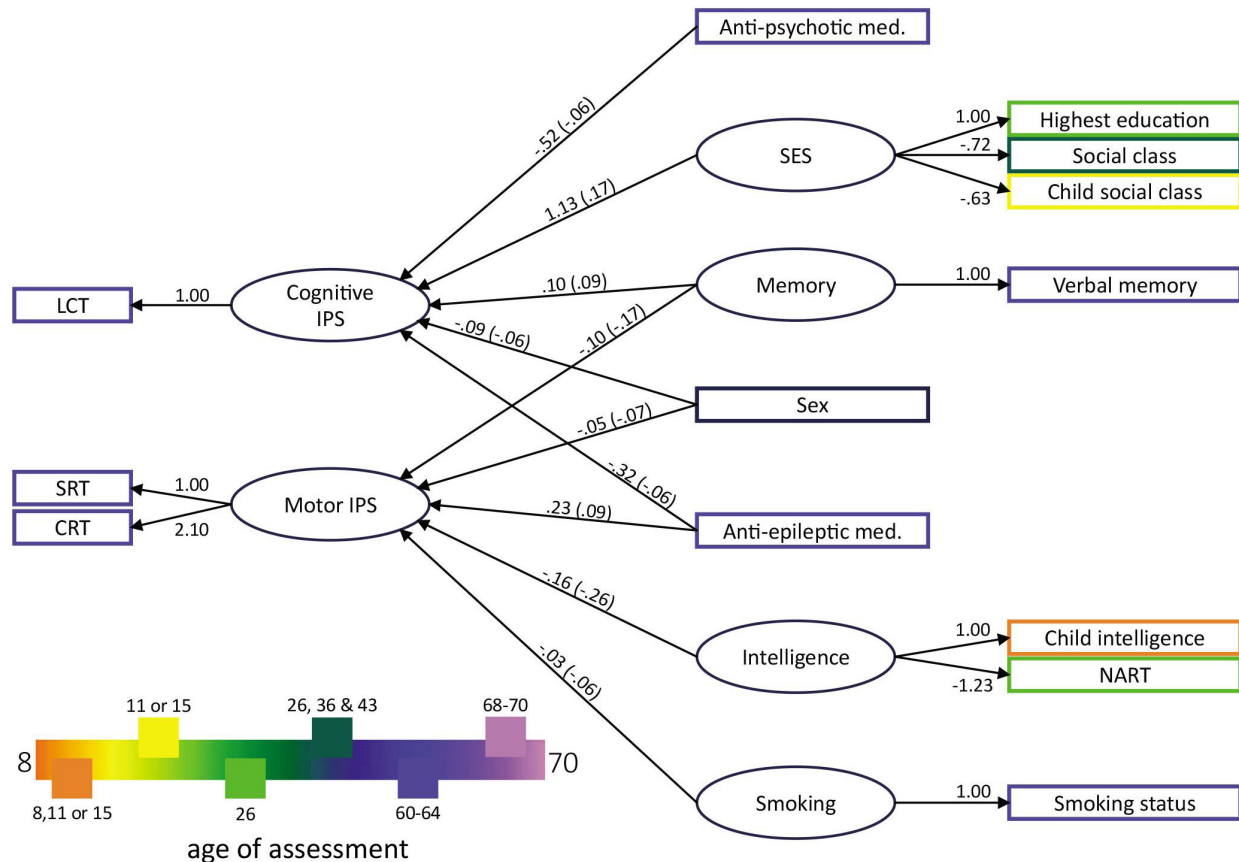 Anti-psychotic med.
-.52 (-.06)
1.00
Highest education
SES
-.72
Social class
1.13 (.17)
-.63
Child social class
LCT
1.00
Cognitive
IPS
.10 (.09)
Memory
1.00
Verbal memory
-.10 (-.17)
-.09 (-.06)
Sex
-.05 (-.07)
-.32 (-.06)
SRT
1.00
CRT
2.10
Motor IPS
.23 (.09)
Anti-epileptic med.
-.16 (-.26)
Intelligence
1.00
Child intelligence
-1.23
NART
-.03 (-.06)
Smoking
1.00
Smoking status
11 or 15
26, 36 & 43
68-70
8
70
8,11 or 15
26
60-64
age of assessment